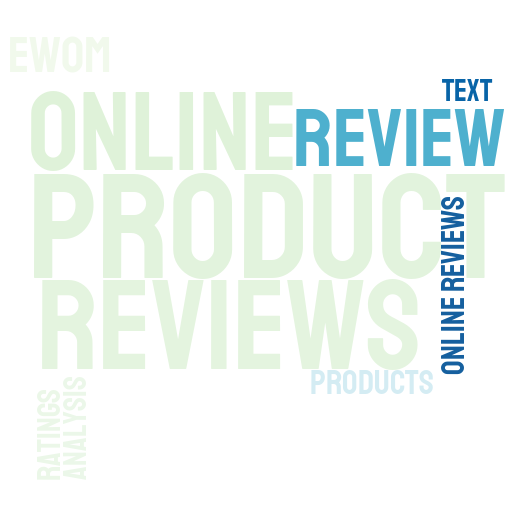 EWOM
TEXT
ONLINE
REVIEW
PRODUCT
REVIEWS
ONLINE REVIEWS
PRODUCTS
RATINGS
ANALYSIS